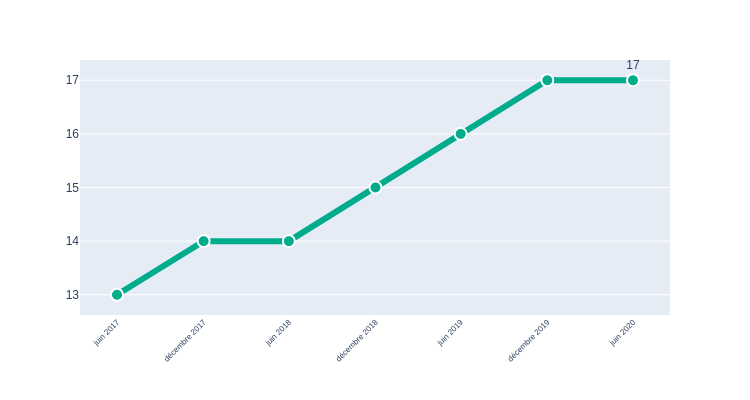 17
17
16
15
14
13
juin 2017
décembre 2017
juin 2018
décembre 2018
juin 2019
décembre 2019
juin 2020